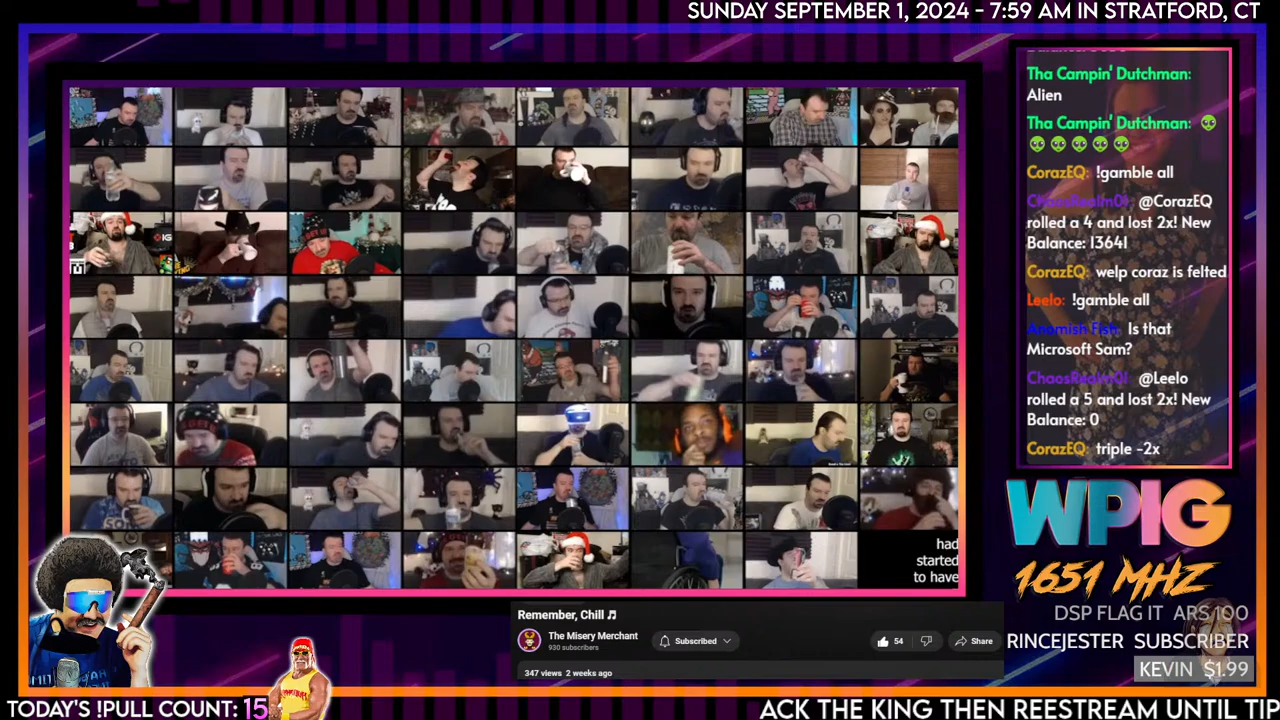 SUNDAY SEPTEMBER 1, 2024 - 7:59 AM IN STRATFORD, CT
Tha Campin' Dutchman:
Alien
Tha Campin' Dutchman: 👽
👽 👽 👽 👽 👽
CorazEQ: !gamble all
ChaosRealm01: @CorazEQ
rolled a 4 and lost 2x! New
Balance: 13641
CorazEQ: welp coraz is felted
Leelo: !gamble all
Anomish Fish: Is that
Microsoft Sam?
ChaosRealm01: @Leelo
rolled a 5 and lost 2x! New
Balance: 0
CorazEQ: triple -2x
had
started
to have
WPIG
1651 MHZ
DSP FLAG IT ARS 100
RINCEJESTER SUBSCRIBER
KEVIN $1.99
Remember, Chill 🎵
The Misery Merchant
930 subscribers
Subscribed
54
Share
347 views 2 weeks ago
TODAY'S !PULL COUNT: 15
ACK THE KING THEN REESTREAM UNTIL TIP